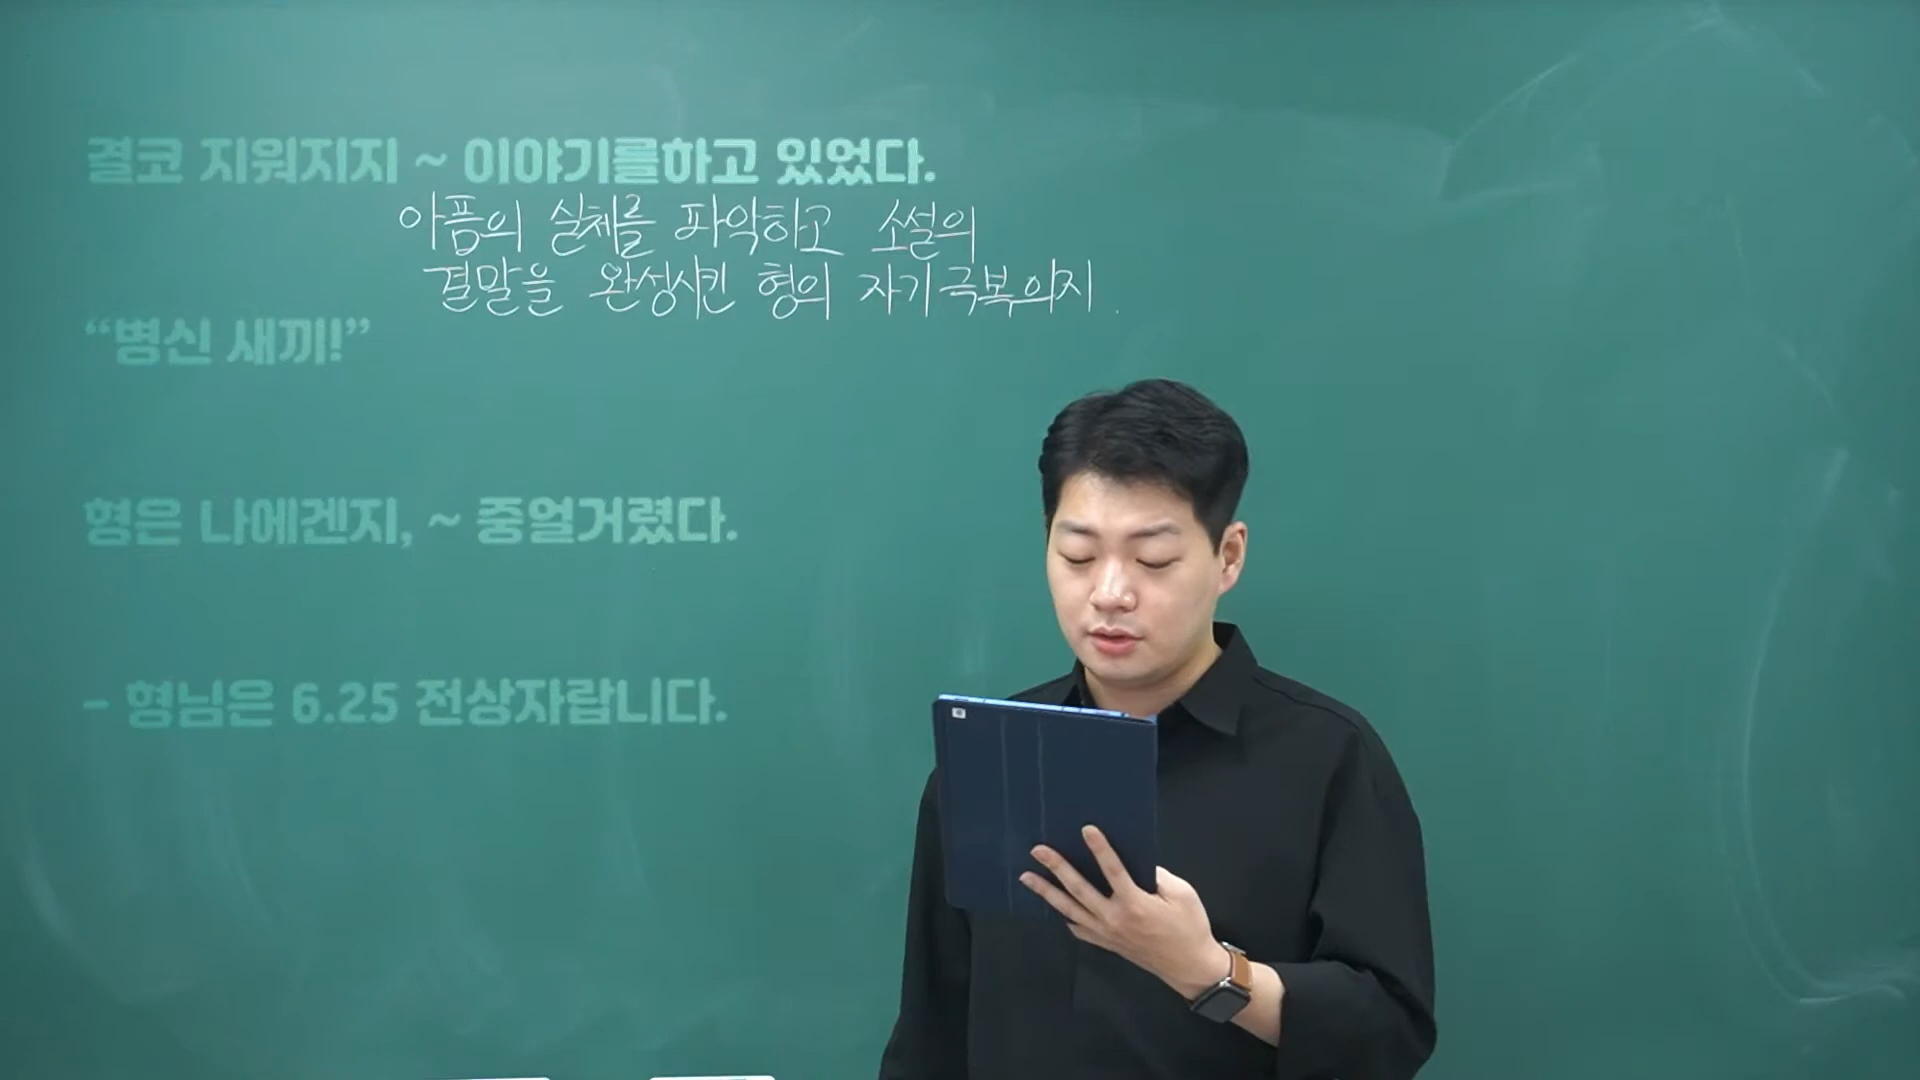 결코 지워지지 ~ 이야기를하고 있었다.
아픔의 실체를 파악하고 소설의
결말을 완성시킨 형의 자기극복의지.
“병신 새끼!”
형은 나에겐지, ~ 중얼거렸다.
- 형님은 6.25 전상자랍니다.